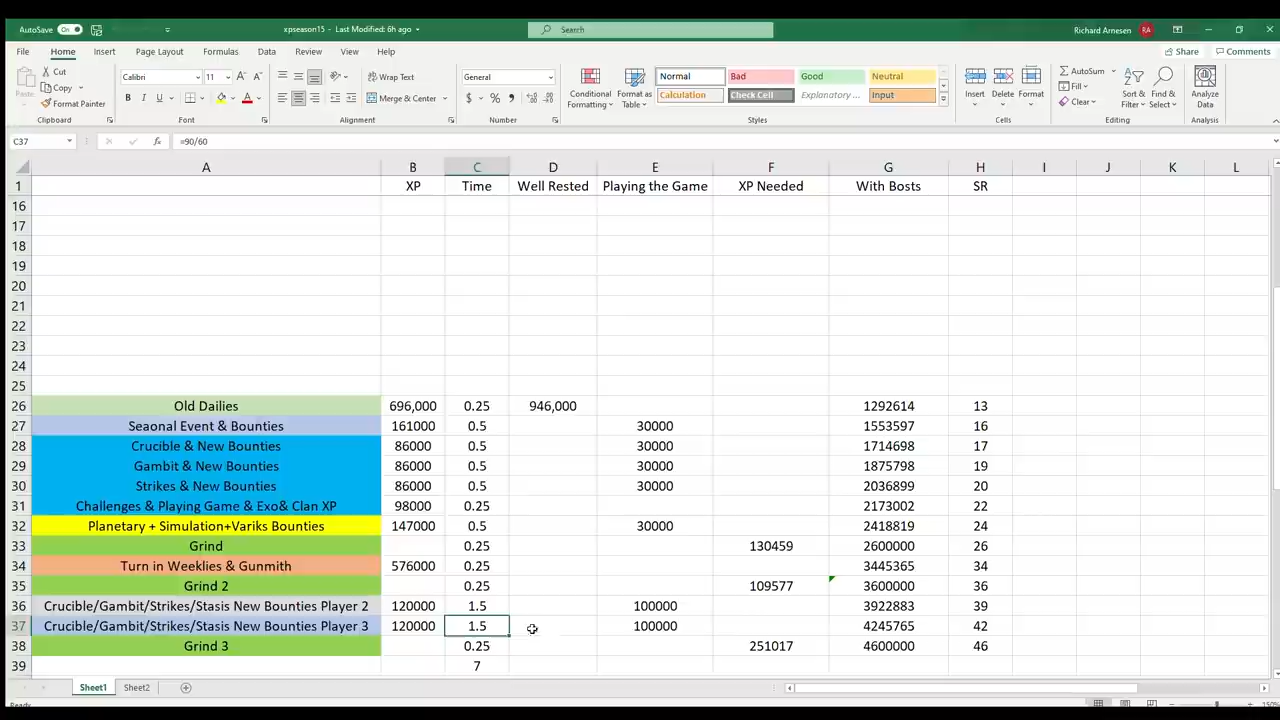 AutoSave On xpseason15 - Last Modified: 6h ago Search Richard Arnesen RA
File Home Insert Page Layout Formulas Data Review View Help Share Comments
Paste Cut Copy Format Painter Clipboard
Calibri 11 A A B I U A Font
Wrap Text Merge & Center Alignment
General $ % , Number
Conditional Formatting Format as Table
Normal Bad Good Neutral
Calculation Check Cell Explanatory ... Input
Styles
Insert Delete Format Cells
AutoSum Fill Clear Sort & Filter Find & Select Editing
Analyze Data Analysis
C37 fx =90/60
A B C D E F G H I J K L
1 XP Time Well Rested Playing the Game XP Needed With Bosts SR
16
17
18
19
20
21
22
23
24
25
26 Old Dailies 696,000 0.25 946,000 1292614 13
27 Seaonal Event & Bounties 161000 0.5 30000 1553597 16
28 Crucible & New Bounties 86000 0.5 30000 1714698 17
29 Gambit & New Bounties 86000 0.5 30000 1875798 19
30 Strikes & New Bounties 86000 0.5 30000 2036899 20
31 Challenges & Playing Game & Exo& Clan XP 98000 0.25 2173002 22
32 Planetary + Simulation+Variks Bounties 147000 0.5 30000 2418819 24
33 Grind 0.25 130459 2600000 26
34 Turn in Weeklies & Gunmith 576000 0.25 3445365 34
35 Grind 2 0.25 109577 3600000 36
36 Crucible/Gambit/Strikes/Stasis New Bounties Player 2 120000 1.5 100000 3922883 39
37 Crucible/Gambit/Strikes/Stasis New Bounties Player 3 120000 1.5 100000 4245765 42
38 Grind 3 0.25 251017 4600000 46
39 7
Sheet1 Sheet2
Ready 150%